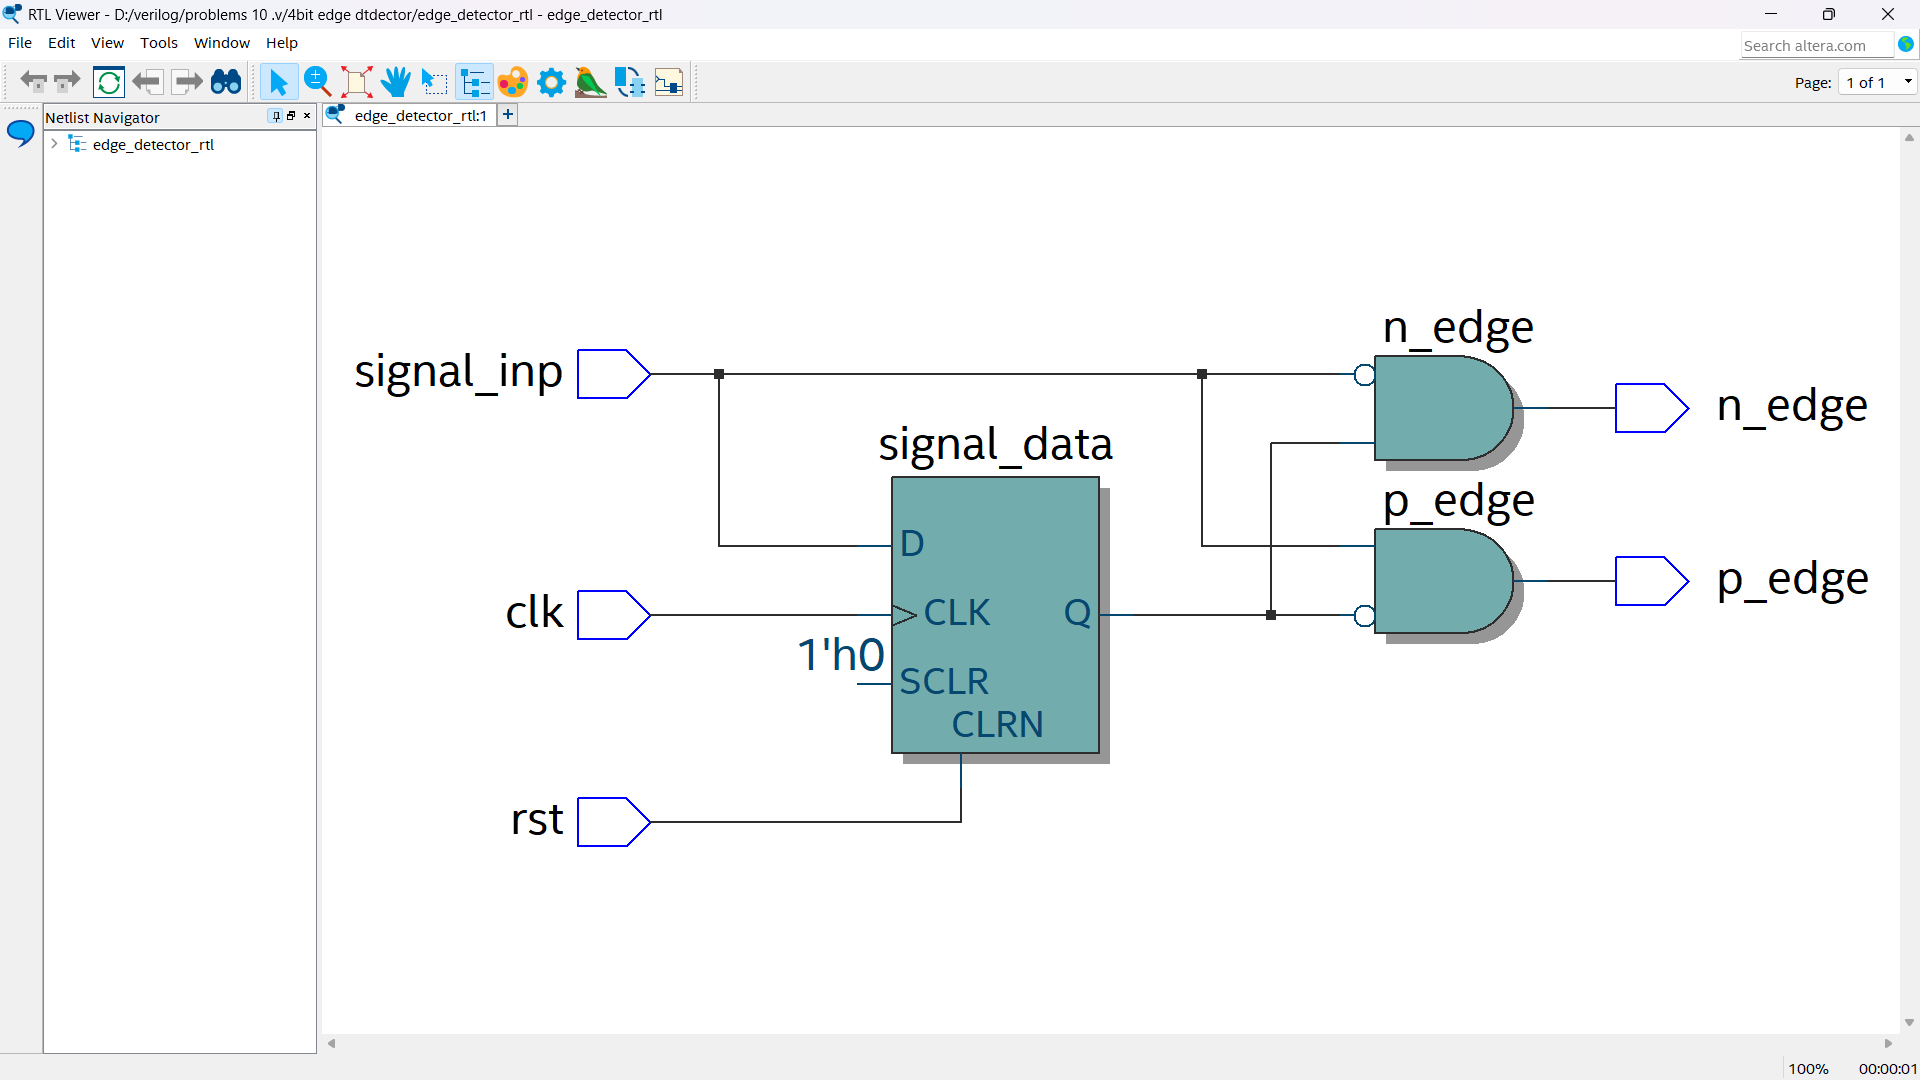 RTL Viewer - D:/verilog/problems 10 .v/4bit edge dtdector/edge_detector_rtl - edge_detector_rtl
File Edit View Tools Window Help
Search altera.com
Page: 1 of 1
Netlist Navigator
edge_detector_rtl:1
edge_detector_rtl
n_edge
signal_inp
n_edge
signal_data
p_edge
D
p_edge
clk
CLK
Q
1'h0
SCLR
CLRN
rst
100% 00:00:01